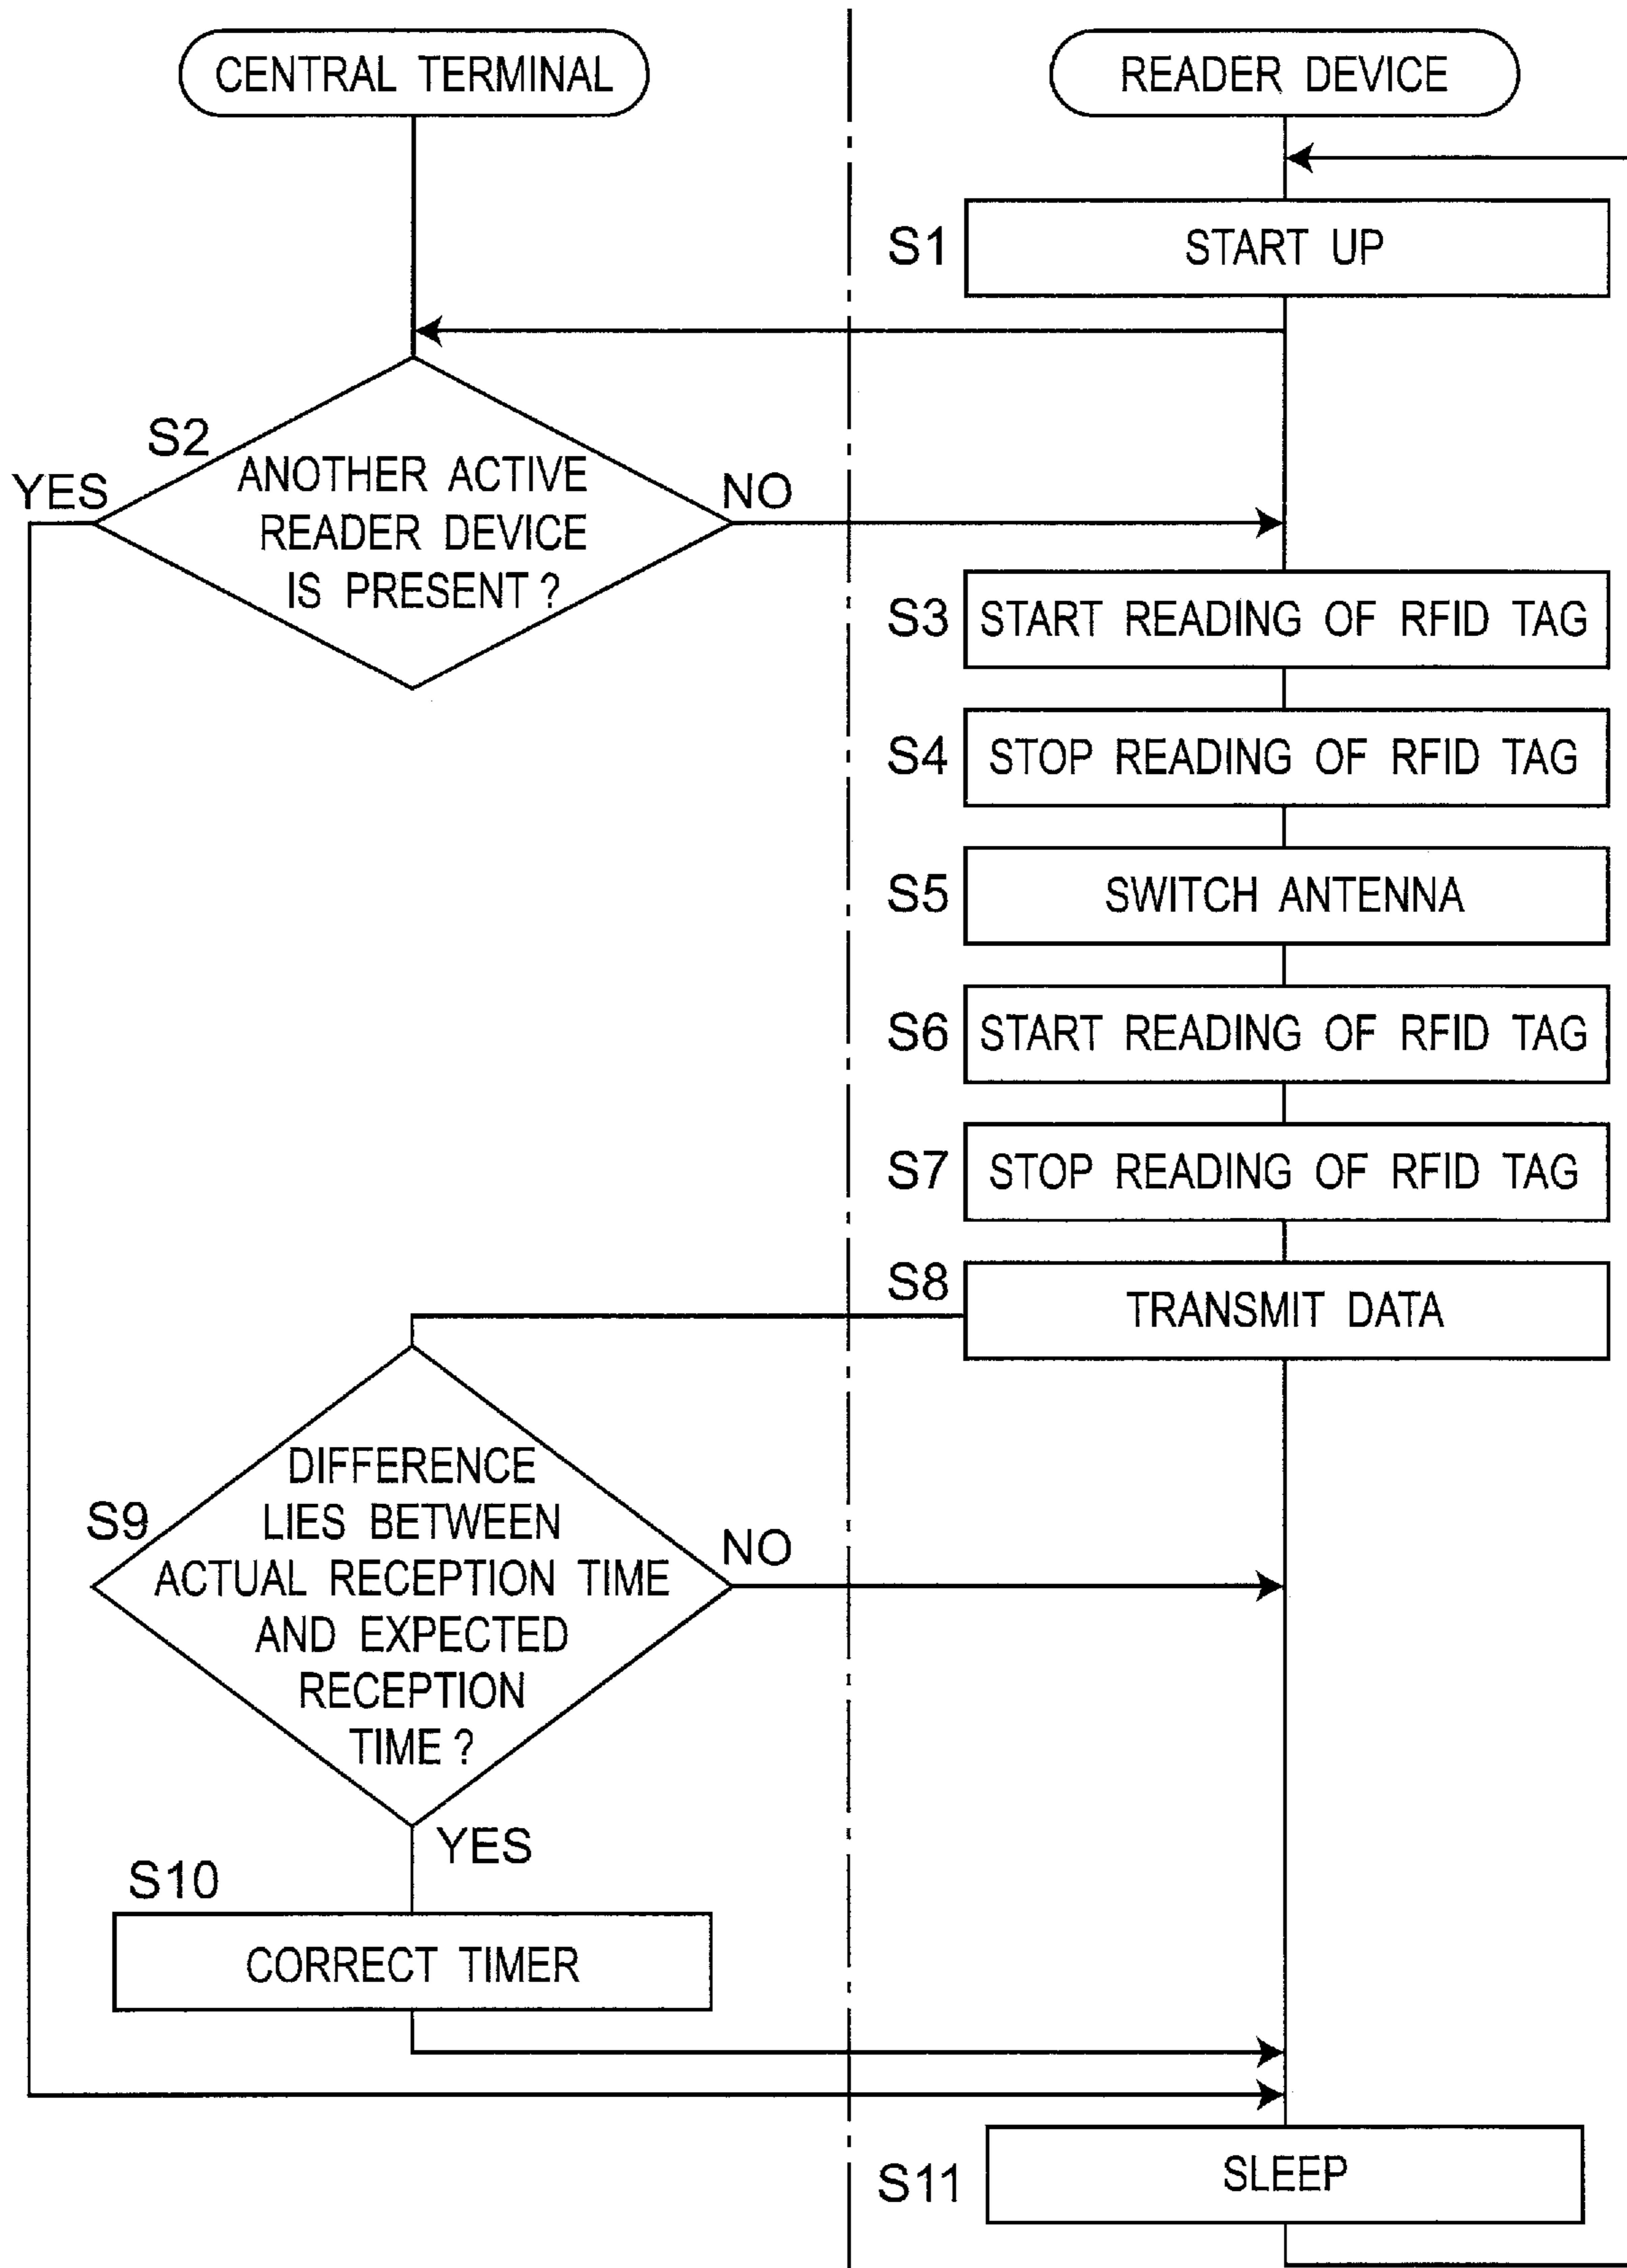 CENTRAL TERMINAL
READER DEVICE
S1
START UP
S2
YES
ANOTHER ACTIVE
READER DEVICE
IS PRESENT ?
NO
S3
START READING OF RFID TAG
S4
STOP READING OF RFID TAG
S5
SWITCH ANTENNA
S6
START READING OF RFID TAG
S7
STOP READING OF RFID TAG
S8
TRANSMIT DATA
S9
DIFFERENCE
LIES BETWEEN
ACTUAL RECEPTION TIME
AND EXPECTED
RECEPTION
TIME ?
NO
YES
S10
CORRECT TIMER
S11
SLEEP